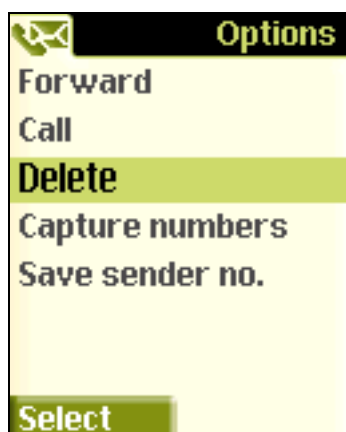 Options
Forward
Call
Delete
Capture numbers
Save sender no.
Select